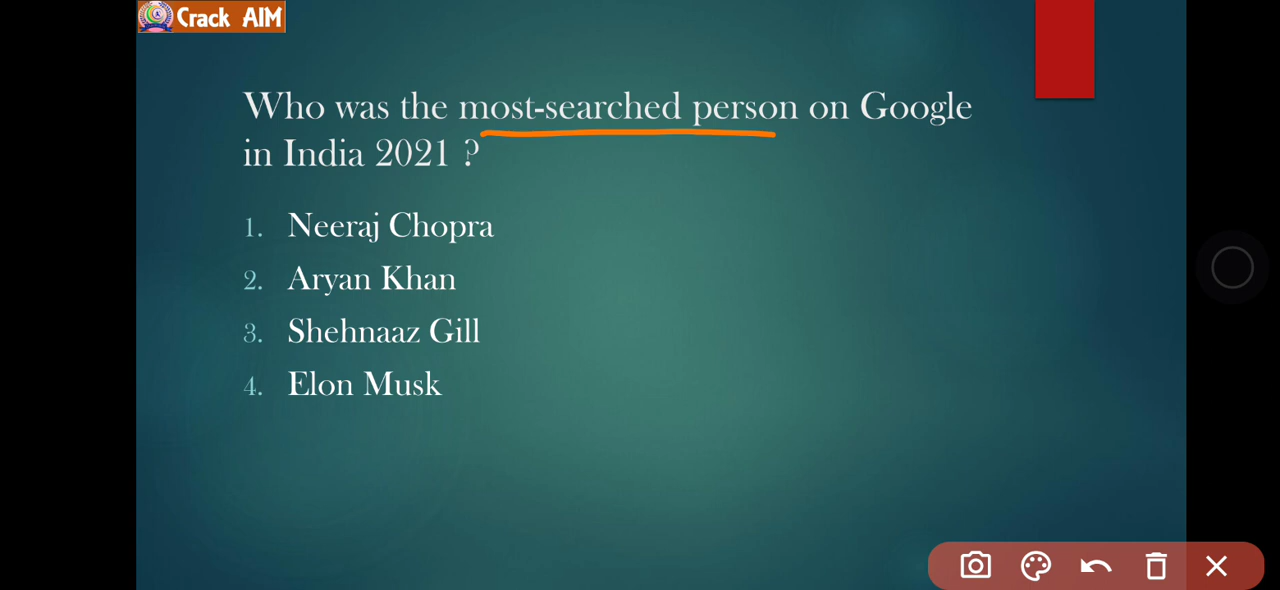 Crack AIM
Who was the most-searched person on Google
in India 2021 ?
1. Neeraj Chopra
2. Aryan Khan
3. Shehnaaz Gill
4. Elon Musk